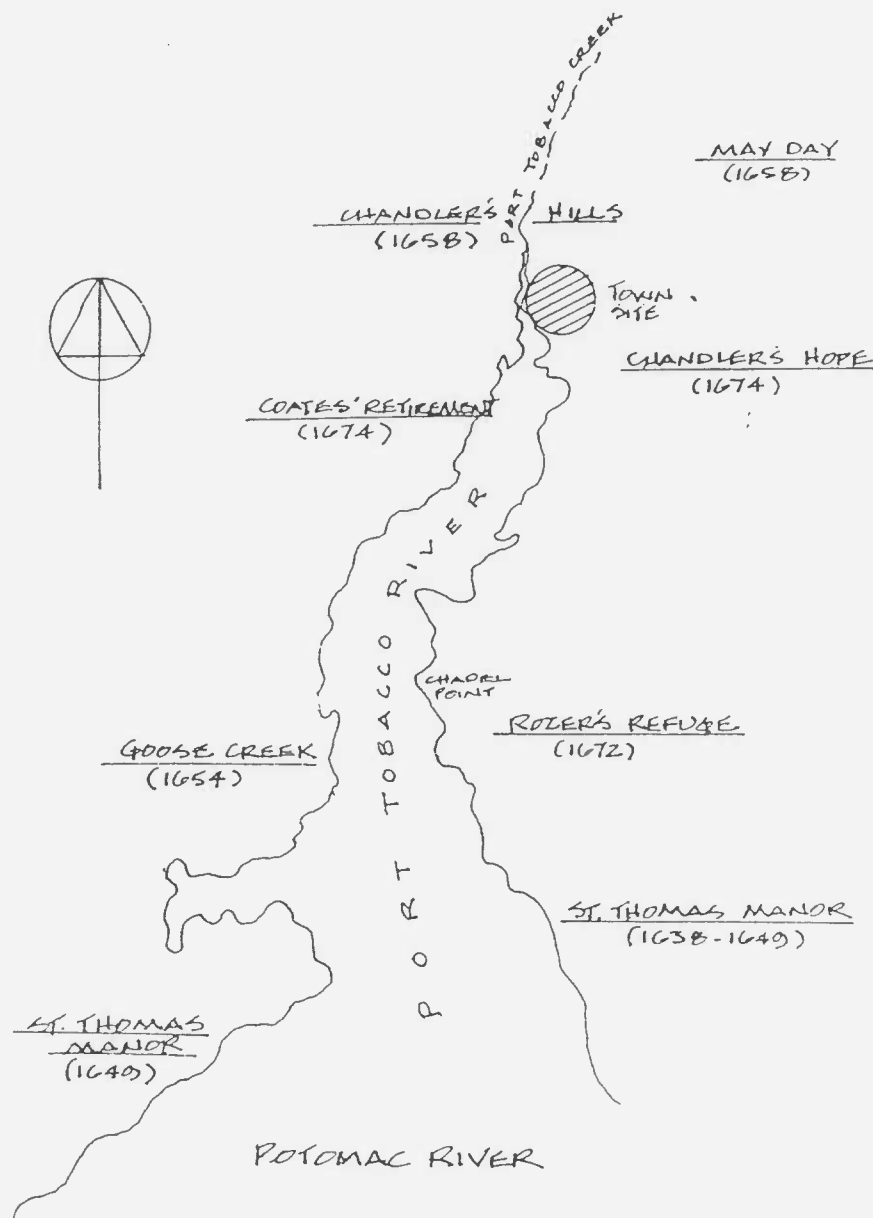 PORT TOBACCO CREEK
MAY DAY
(1658)
CHANDLER'S HILLS
(1658)
TOWN
SITE
CHANDLER'S HOPE
(1674)
COATES' RETIREMENT
(1674)
PORT TOBACCO RIVER
CHAPEL
POINT
ROZER'S REFUGE
(1672)
GOOSE CREEK
(1654)
ST. THOMAS MANOR
(1638-1649)
ST. THOMAS
MANOR
(1649)
POTOMAC RIVER